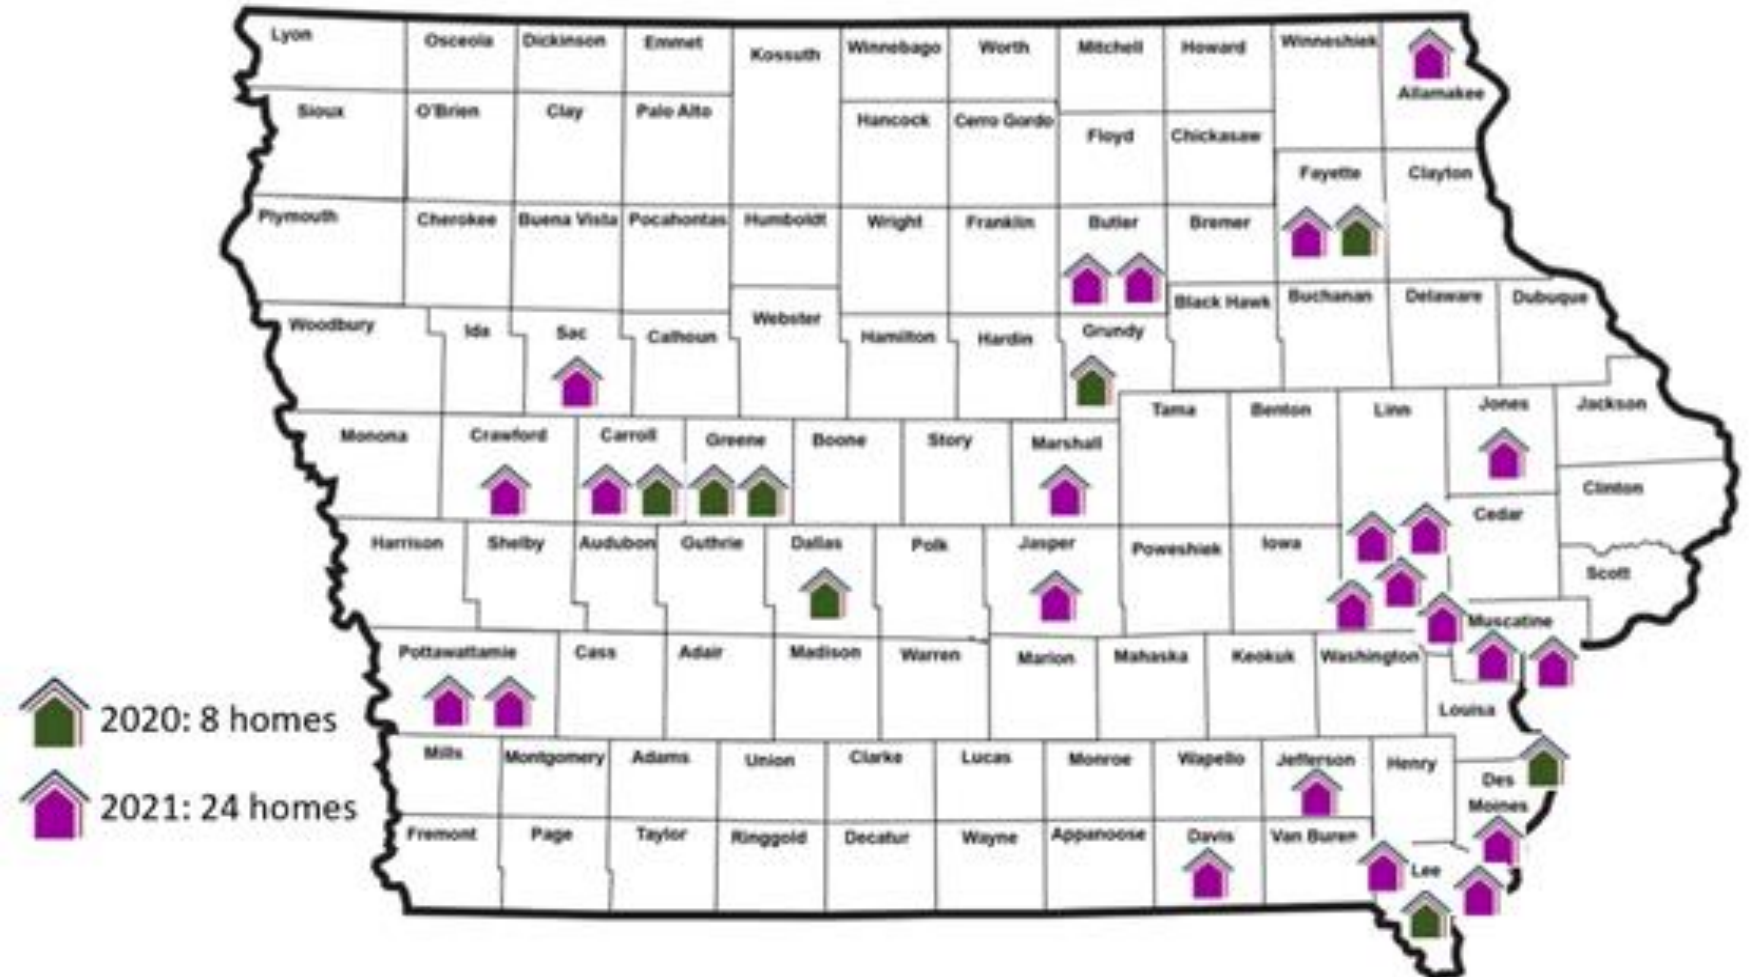 Lyon
Osceola
Dickinson
Emmet
Kossuth
Winnebago
Worth
Mitchell
Howard
Winneshiek
Allamakee
Sioux
O'Brien
Clay
Palo Alto
Hancock
Cerro Gordo
Floyd
Chickasaw
Fayette
Clayton
Plymouth
Cherokee
Buena Vista
Pocahontas
Humboldt
Wright
Franklin
Butler
Bremer
Black Hawk
Buchanan
Delaware
Dubuque
Woodbury
Ida
Sac
Calhoun
Webster
Hamilton
Hardin
Grundy
Tama
Benton
Linn
Jones
Jackson
Monona
Crawford
Carroll
Greene
Boone
Story
Marshall
Clinton
Cedar
Harrison
Shelby
Audubon
Guthrie
Dallas
Polk
Jasper
Poweshiek
Iowa
Scott
Muscatine
Pottawattamie
Cass
Adair
Madison
Warren
Marion
Mahaska
Keokuk
Washington
Louisa
2020: 8 homes
Mills
Montgomery
Adams
Union
Clarke
Lucas
Monroe
Wapello
Jefferson
Henry
Des
Moines
2021: 24 homes
Fremont
Page
Taylor
Ringgold
Decatur
Wayne
Appanoose
Davis
Van Buren
Lee